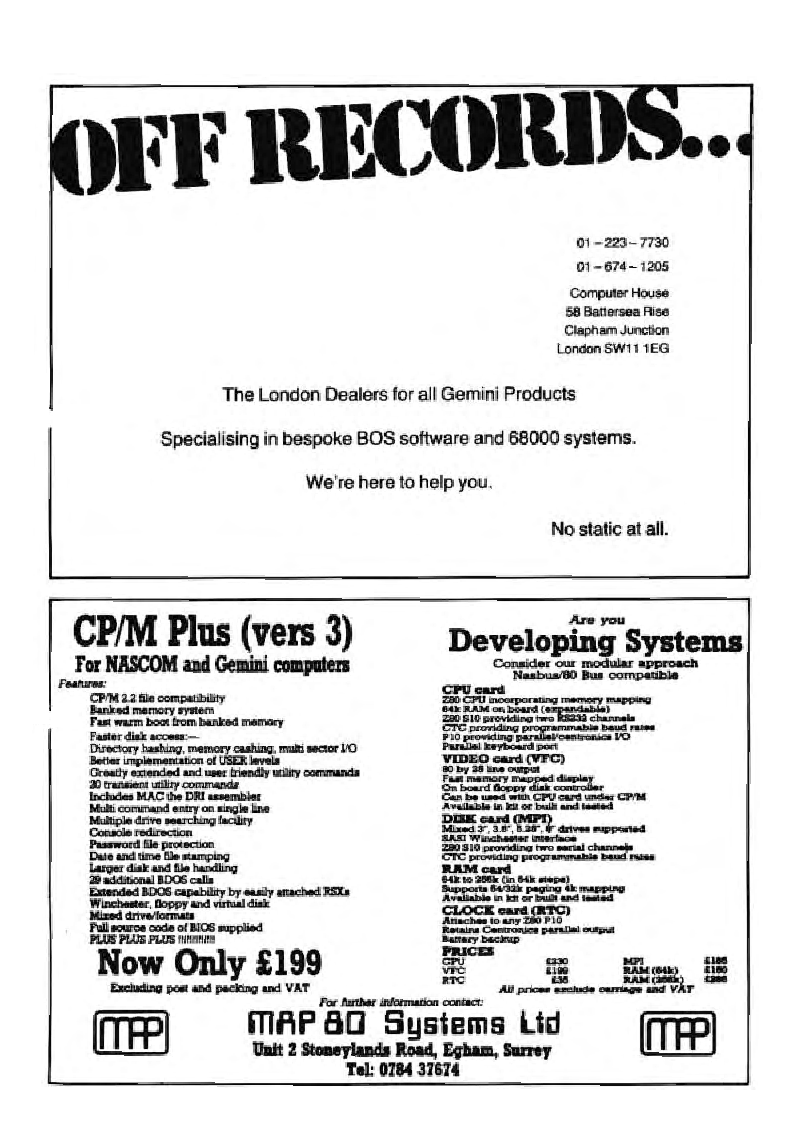 OFF RECORDS...
01 – 223 – 7730
01 – 674 – 1205
Computer House
58 Battersea Rise
Clapham Junction
London SW11 1EG
The London Dealers for all Gemini Products
Specialising in bespoke BOS software and 68000 systems.
We're here to help you.
No static at all.
CP/M Plus (vers 3)
For NASCOM and Gemini computers
Features:
CP/M 2.2 file compatibility
Banked memory system
Fast warm boot from banked memory
Faster disk access:—
Directory hashing, memory cashing, multi sector I/O
Better implementation of USER levels
Greatly extended and user friendly utility commands
20 transient utility commands
Includes MAC the DRI assembler
Multi command entry on single line
Multiple drive searching facility
Console redirection
Password file protection
Date and time file stamping
Larger disk and file handling
29 additional BDOS calls
Extended BDOS capability by easily attached RSXs
Winchester, floppy and virtual disk
Mixed drive/formats
Full source code of BIOS supplied
PLUS PLUS PLUS
Now Only £199
Excluding post and packing and VAT
Are you
Developing Systems
Consider our modular approach
Nasbus/80 Bus compatible
CPU card
Z80 CPU incorporating memory mapping
64k RAM on board (expandable)
Z80 S10 providing two RS232 channels
CTC providing programmable baud rates
P10 providing parallel/centronics I/O
Parallel keyboard port
VIDEO card (VFC)
80 by 25 line output
Fast memory mapped display
On board floppy disk controller
Can be used with CPU card under CP/M
Available in kit or built and tested
DISK card (MPI)
Mixed 3", 3.5", 5.25", 8" drives supported
SASI Winchester interface
Z80 S10 providing two serial channels
CTC providing programmable baud rates
RAM card
64k to 256k (in 64k steps)
Supports 64/32k paging 4k mapping
Available in kit or built and tested
CLOCK card (RTC)
Attaches to any Z80 P10
Retains Centronics parallel output
Battery backup
PRICES
CPU £230 MPI
VFC £199 RAM (64k)
RTC £35 RAM (256k)
All prices exclude carriage and VAT
For further information contact:
MAP MAP 80 Systems Ltd MAP
Unit 2 Stoneylands Road, Egham, Surrey
Tel: 0784 37674